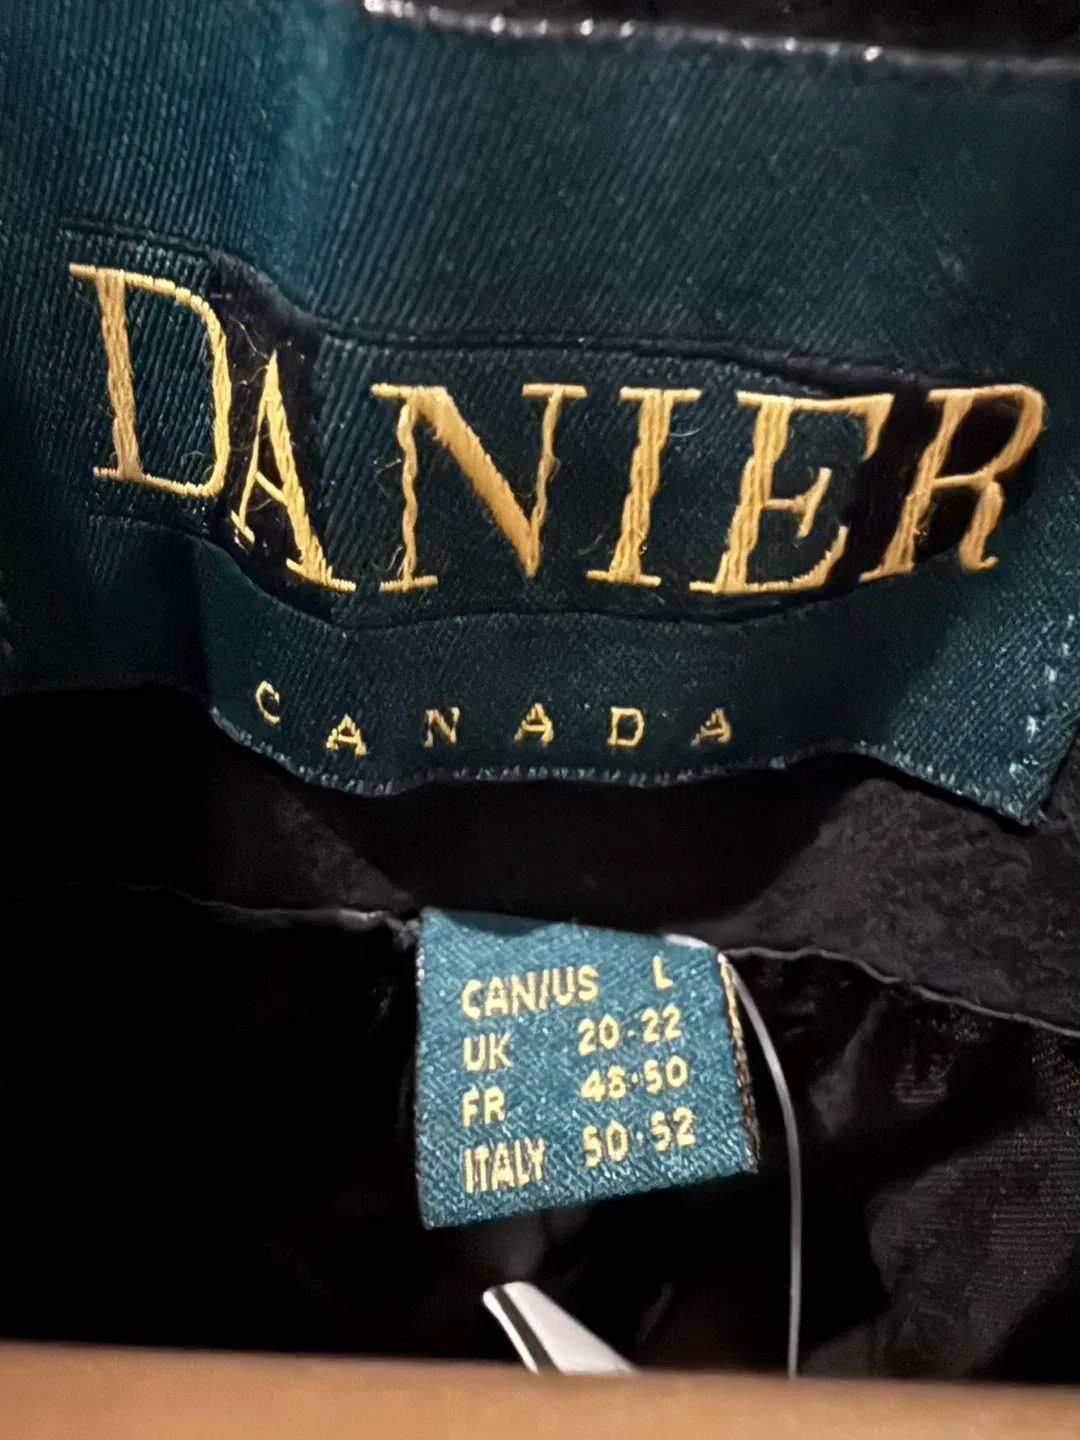 DANIER
CANADA
CAN/US L
UK 20-22
FR 48-50
ITALY 50-52